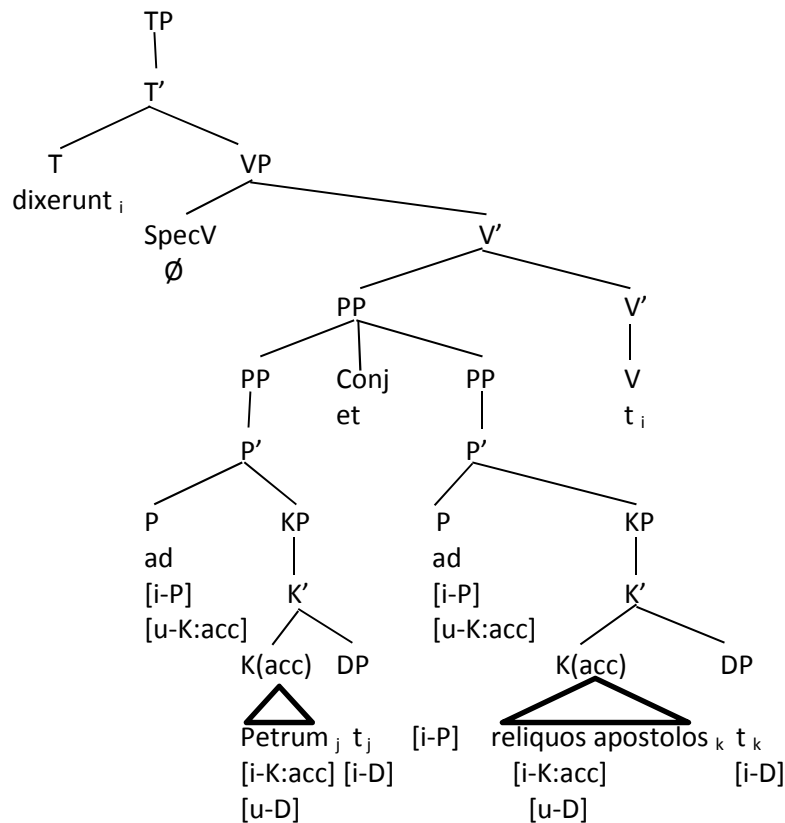 TP
T’
T VP
dixerunt i
SpecV V’
Ø
PP V’
PP Conj PP V
et t i
P’ P’
P KP P KP
ad ad
[i-P] K’ [i-P] K’
[u-K:acc] [u-K:acc]
K(acc) DP K(acc) DP
Petrum j t j [i-P] reliquos apostolos k t k
[i-K:acc] [i-D] [i-K:acc] [i-D]
[u-D] [u-D]